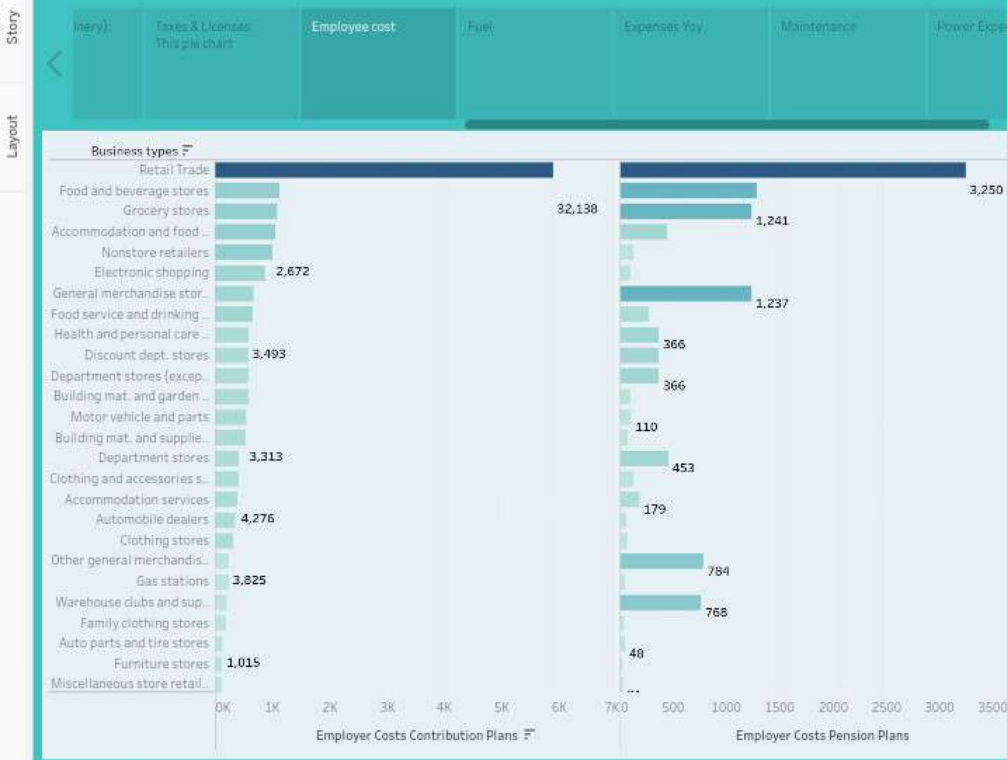 Story
Layout
inery):
Taxes & Licenses:
This pie chart
Employee cost
Fuel
Expenses Yoy
Maintenance
Power Expe
Business types
Retail Trade
3,250
Food and beverage stores
Grocery stores
32,138
1,241
Accommodation and food ..
Nonstore retailers
Electronic shopping
2,672
General merchandise stor..
1,237
Food service and drinking ..
Health and personal care ..
366
Discount dept. stores
3,493
Department stores (excep..
366
Building mat. and garden ..
Motor vehicle and parts
110
Building mat. and supplie..
Department stores
3,313
453
Clothing and accessories s..
Accommodation services
179
Automobile dealers
4,276
Clothing stores
Other general merchandis..
784
Gas stations
3,825
Warehouse clubs and sup..
768
Family clothing stores
Auto parts and tire stores
48
Furniture stores
1,015
Miscellaneous store retail..
0K 1K 2K 3K 4K 5K 6K 7K
0 500 1000 1500 2000 2500 3000 3500
Employer Costs Contribution Plans
Employer Costs Pension Plans